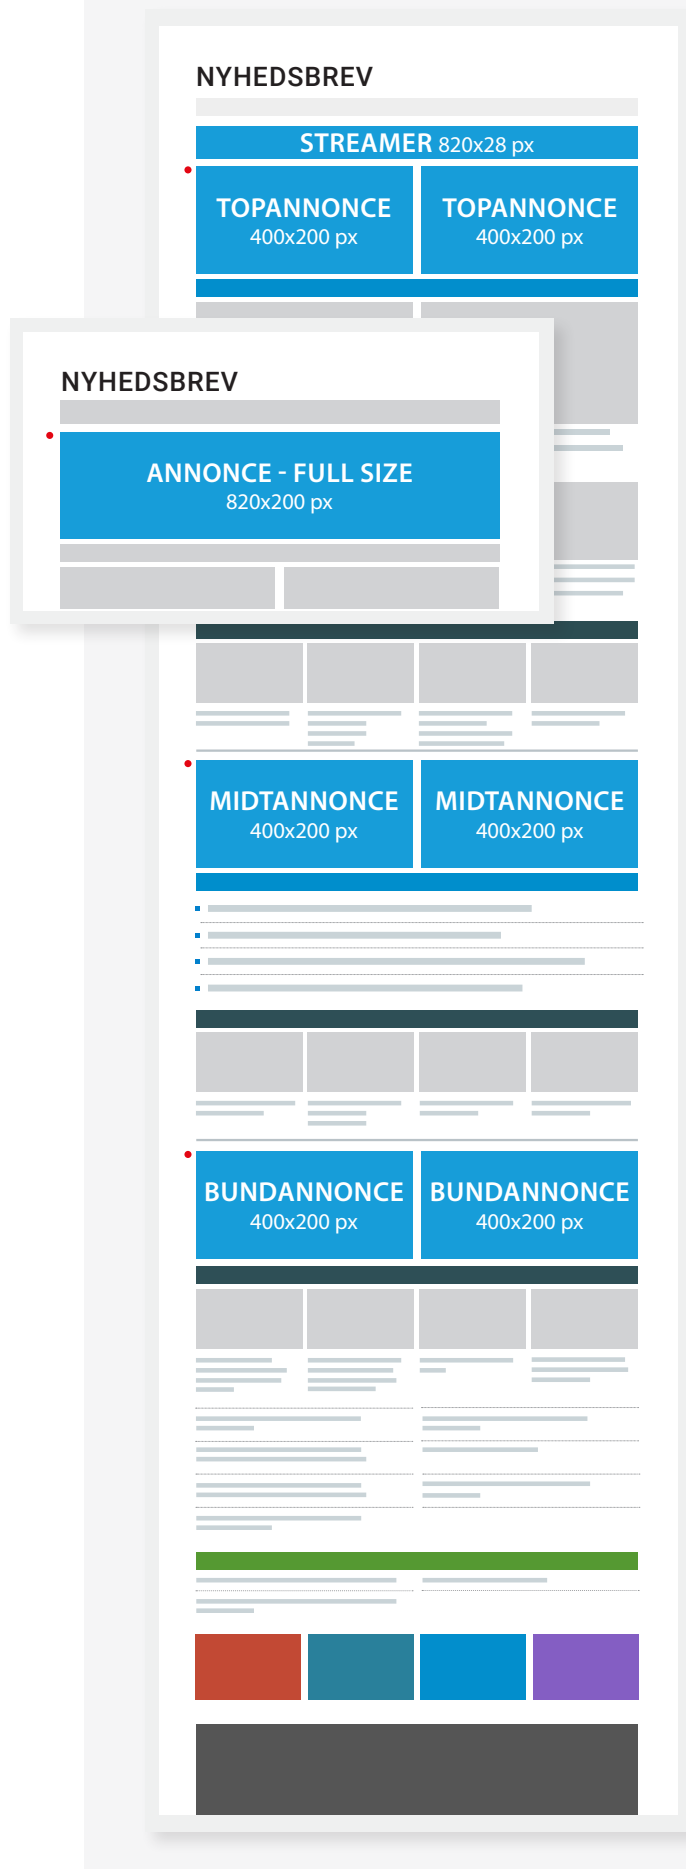 NYHEDSBREV
STREAMER 820x28 px
TOPANNONCE
400x200 px
TOPANNONCE
400x200 px
NYHEDSBREV
ANNONCE - FULL SIZE
820x200 px
MIDTANNONCE
400x200 px
MIDTANNONCE
400x200 px
BUNDANNONCE
400x200 px
BUNDANNONCE
400x200 px